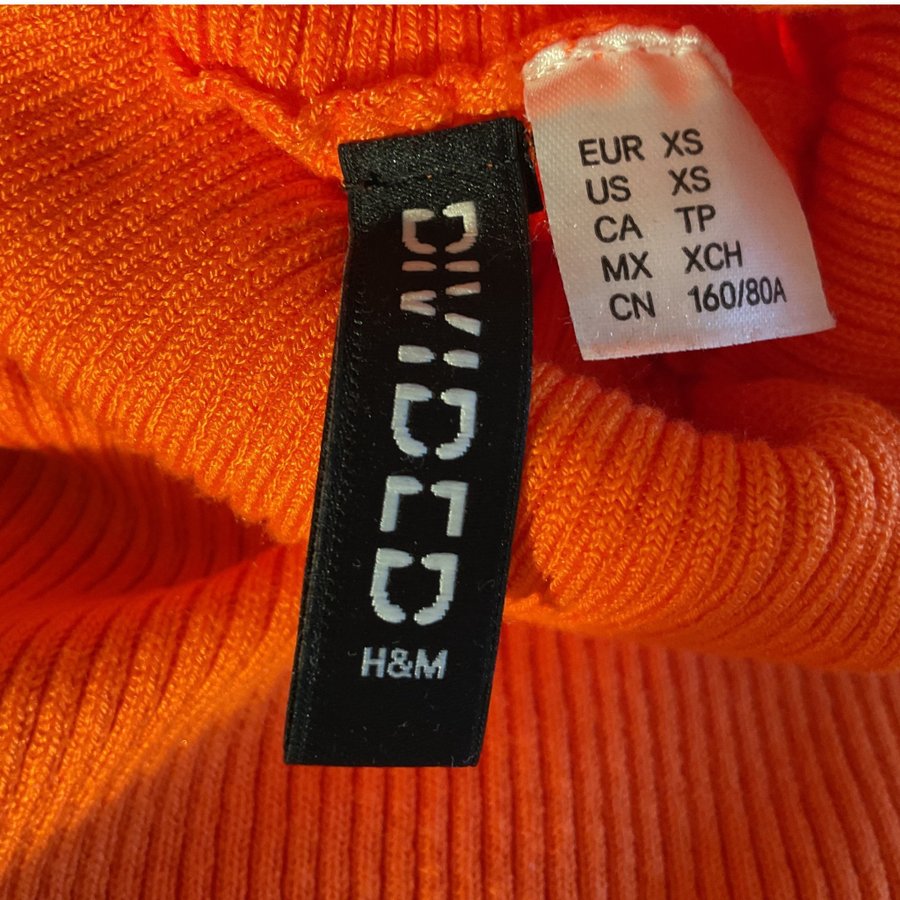 DIVIDED
H&M
EUR XS
US XS
CA TP
MX XCH
CN 160/80A